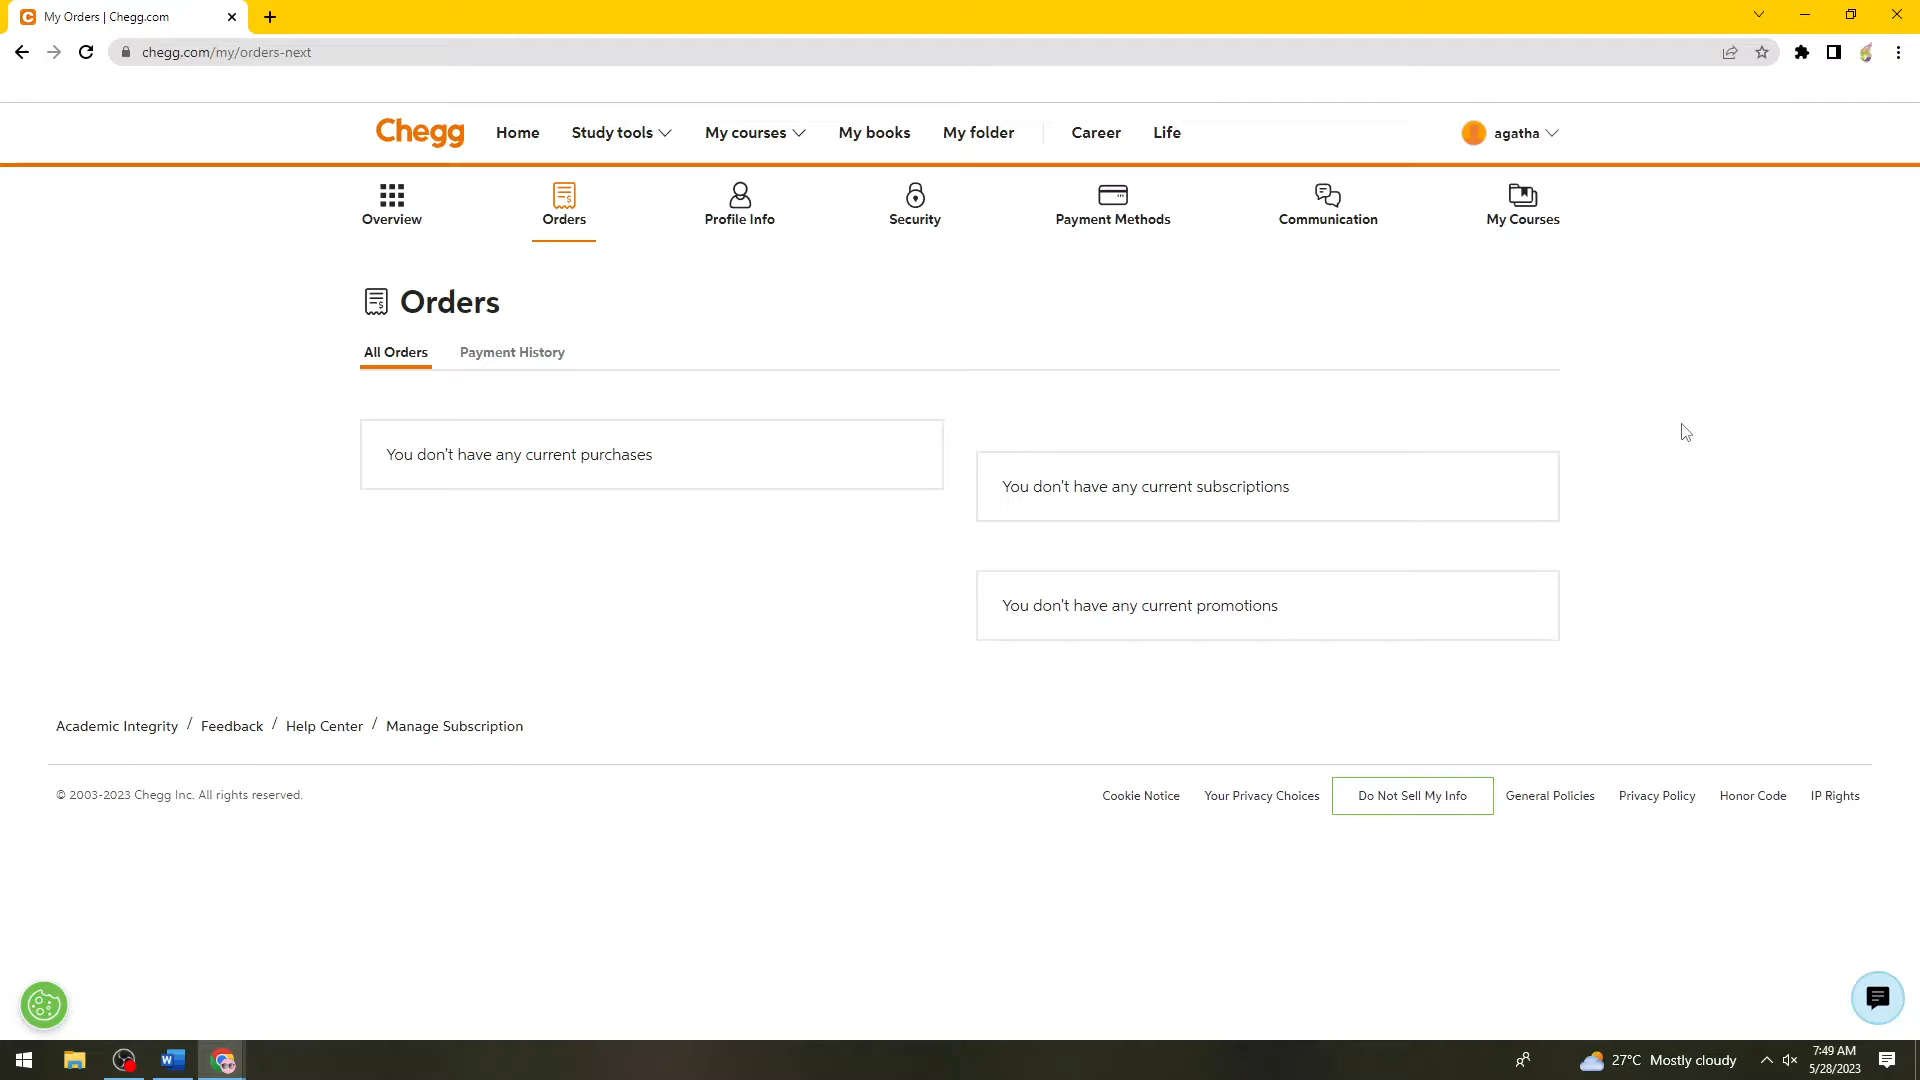 My Orders | Chegg.com
chegg.com/my/orders-next
Chegg Home Study tools My courses My books My folder Career Life agatha
Overview Orders Profile Info Security Payment Methods Communication My Courses
Orders
All Orders Payment History
You don't have any current purchases
You don't have any current subscriptions
You don't have any current promotions
Academic Integrity / Feedback / Help Center / Manage Subscription
© 2003-2023 Chegg Inc. All rights reserved.
Cookie Notice Your Privacy Choices Do Not Sell My Info General Policies Privacy Policy Honor Code IP Rights
27°C Mostly cloudy
7:49 AM
5/28/2023